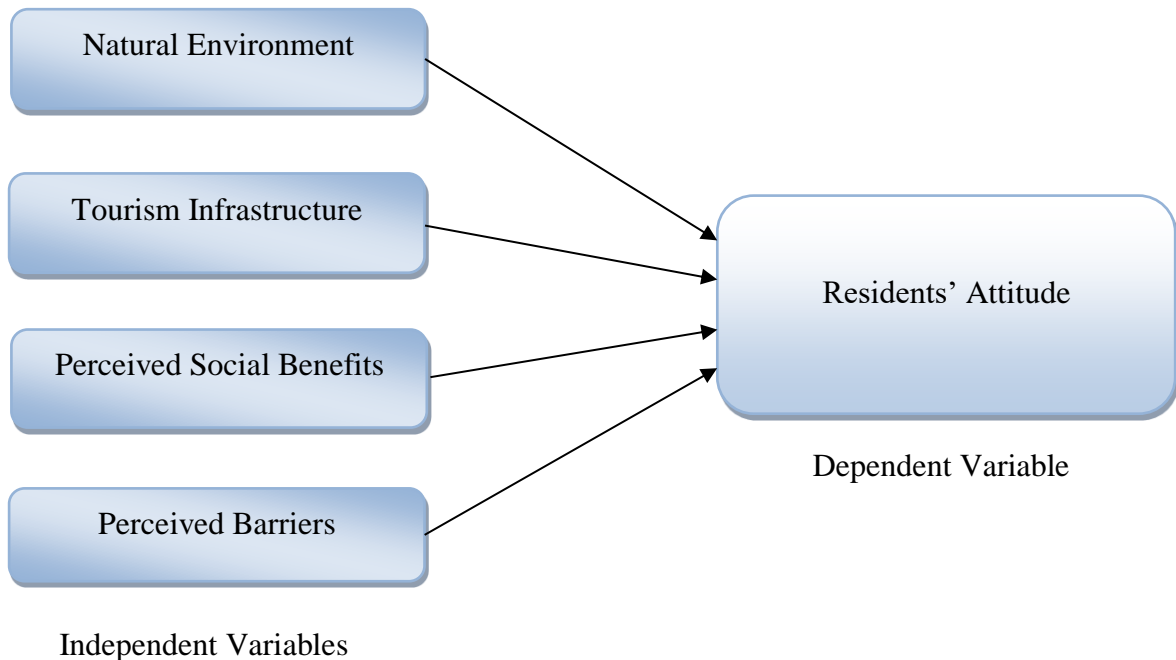 Natural Environment
Tourism Infrastructure
Perceived Social Benefits
Perceived Barriers
Independent Variables
Residents’ Attitude
Dependent Variable